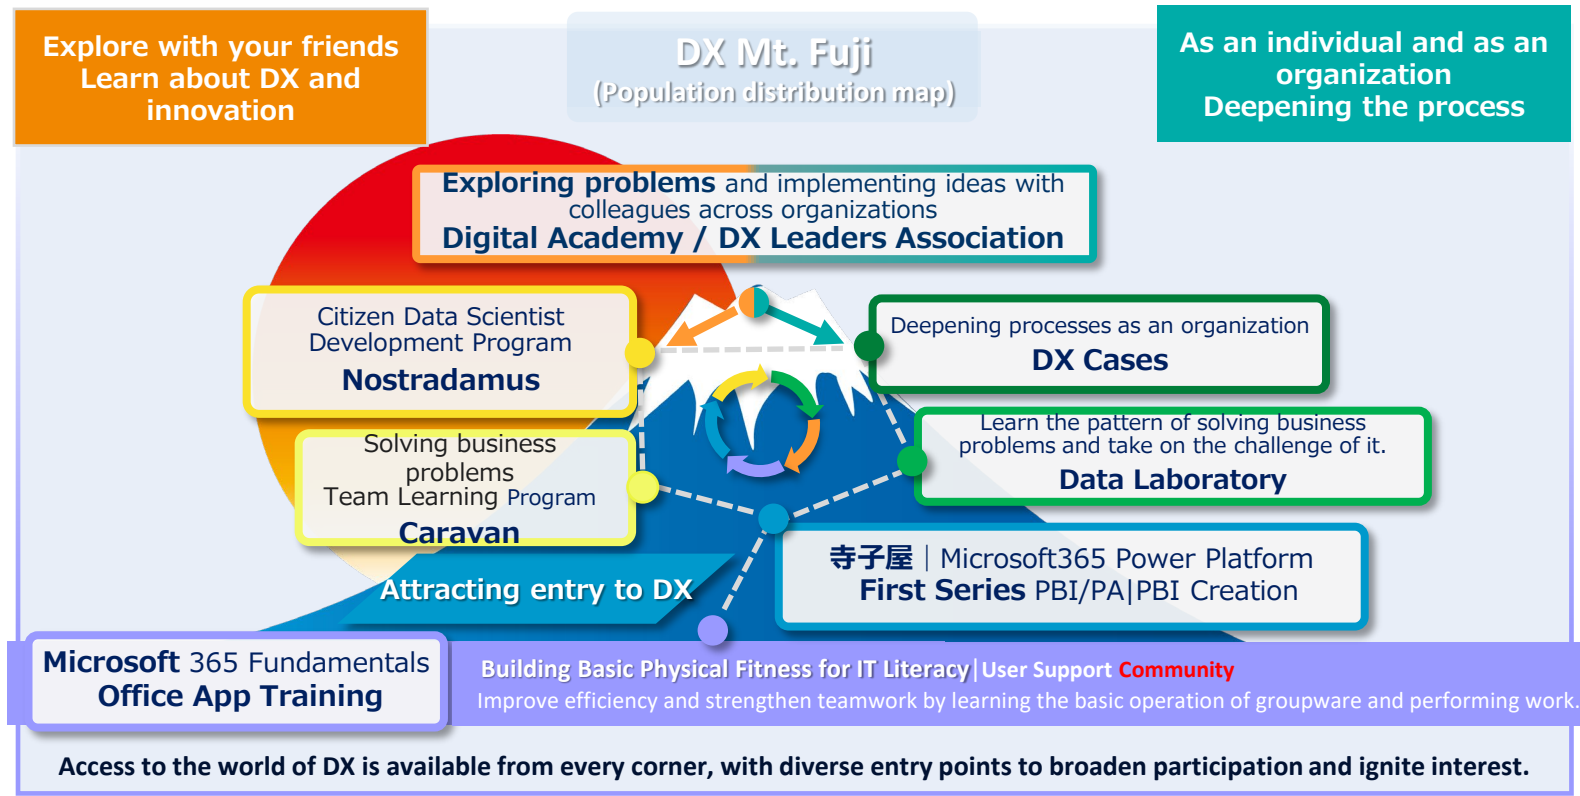 Explore with your friends
Learn about DX and
innovation
DX Mt. Fuji
(Population distribution map)
As an individual and as an
organization
Deepening the process
Exploring problems and implementing ideas with
colleagues across organizations
Digital Academy / DX Leaders Association
Citizen Data Scientist
Development Program
Nostradamus
Deepening processes as an organization
DX Cases
Solving business
problems
Team Learning Program
Caravan
Learn the pattern of solving business
problems and take on the challenge of it.
Data Laboratory
Attracting entry to DX
寺子屋｜Microsoft365 Power Platform
First Series PBI/PA|PBI Creation
Microsoft 365 Fundamentals
Office App Training
Building Basic Physical Fitness for IT Literacy|User Support Community
Improve efficiency and strengthen teamwork by learning the basic operation of groupware and performing work.
Access to the world of DX is available from every corner, with diverse entry points to broaden participation and ignite interest.